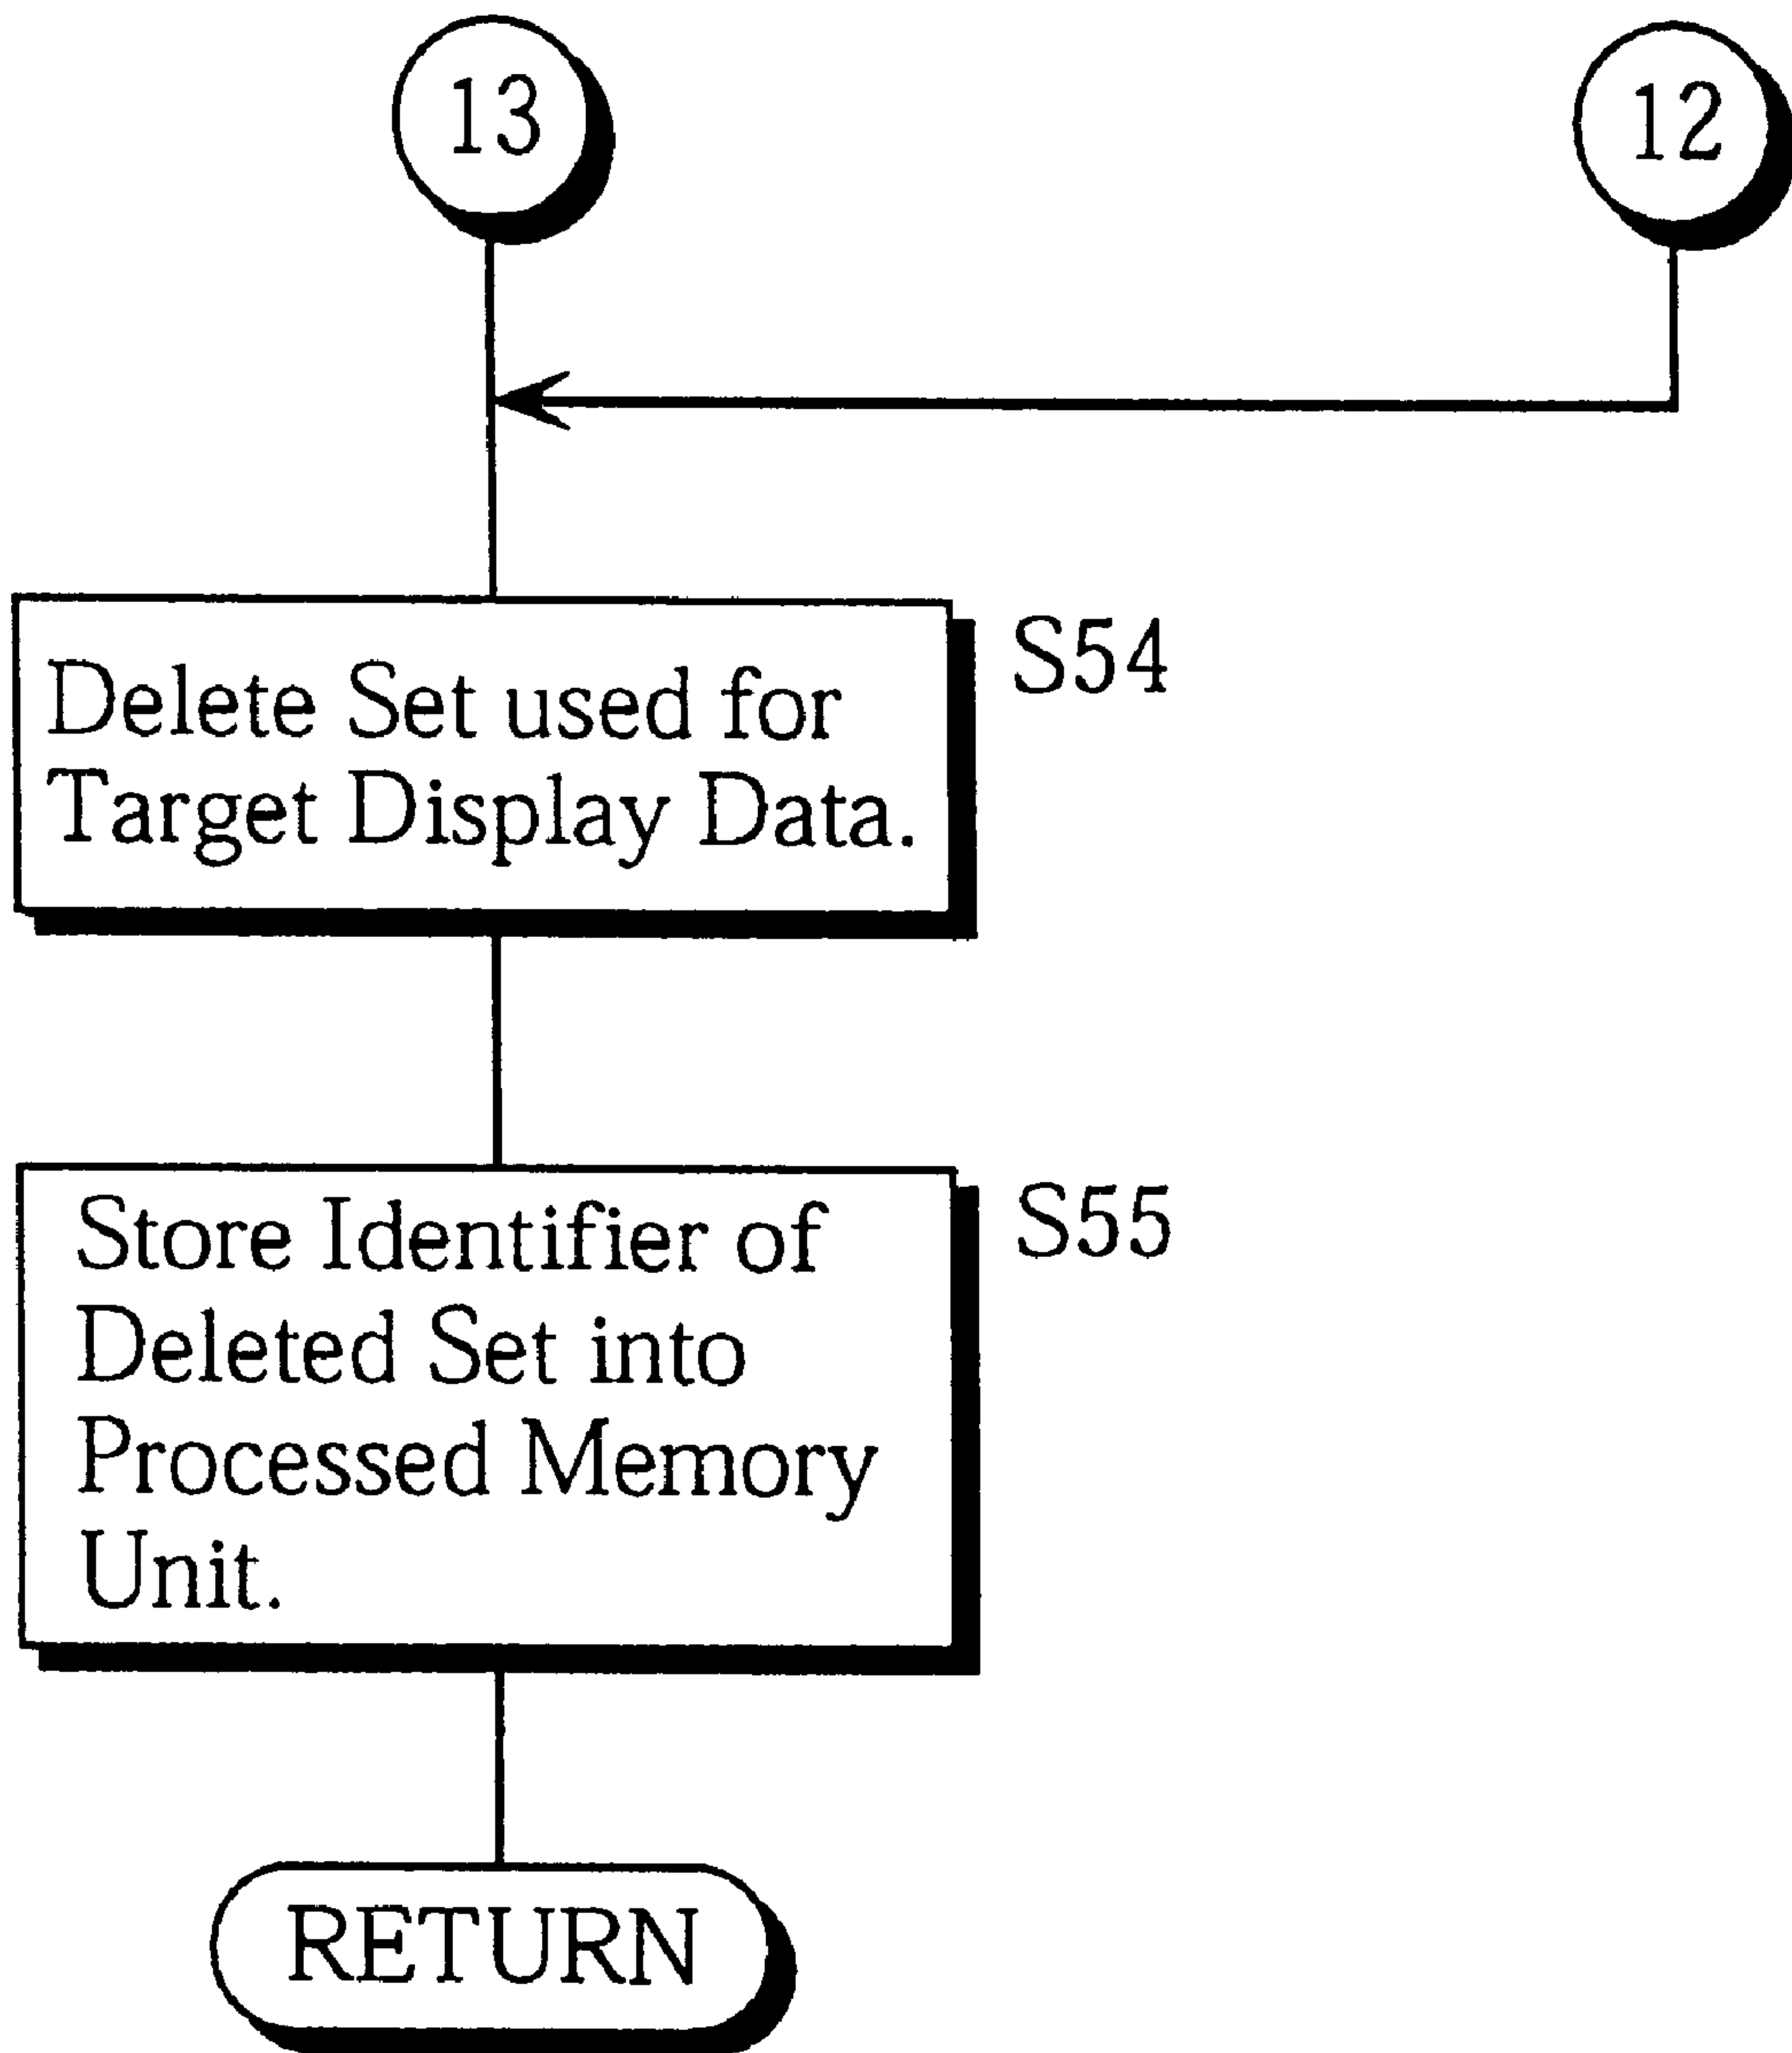 13
12
Delete Set used for
Target Display Data.
S54
Store Identifier of
Deleted Set into
Processed Memory
Unit.
S55
RETURN